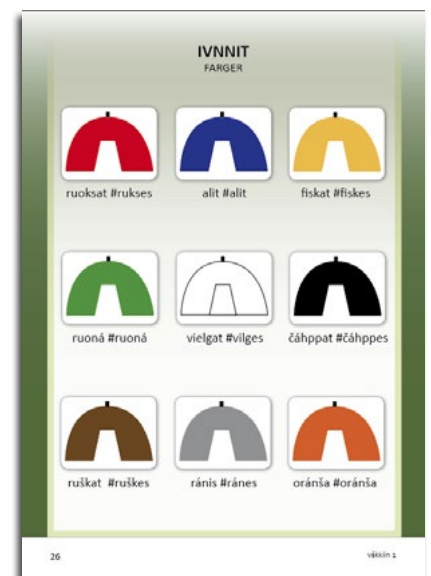 IVNNIT
FARGER
ruoksat #rukses alit #alit fiskat #fiskes
ruoná #ruoná vielgat #vilges čáhppat #čáhppes
ruškat #ruškes ránis #ránes oránša #oránša
26 vákkiin 1